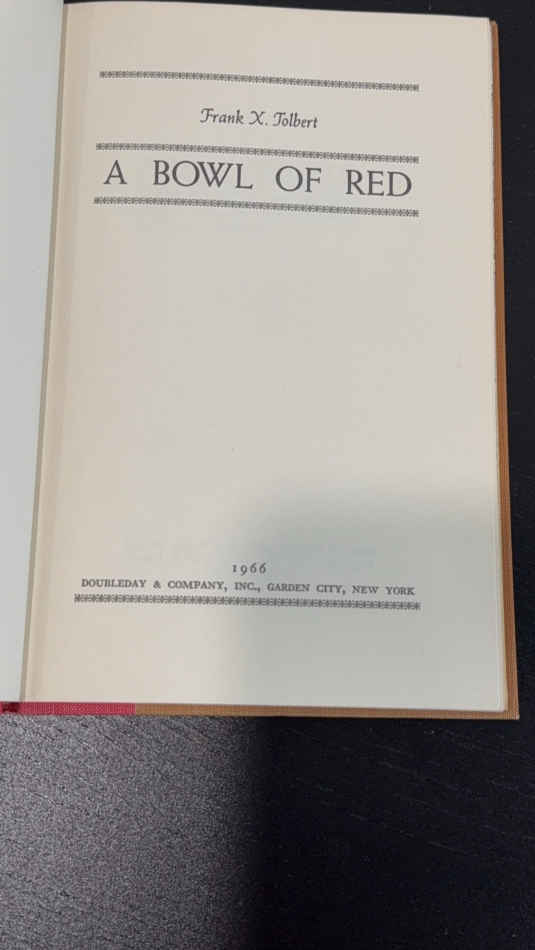 Frank X. Tolbert
A BOWL OF RED
1966
DOUBLEDAY & COMPANY, INC., GARDEN CITY, NEW YORK